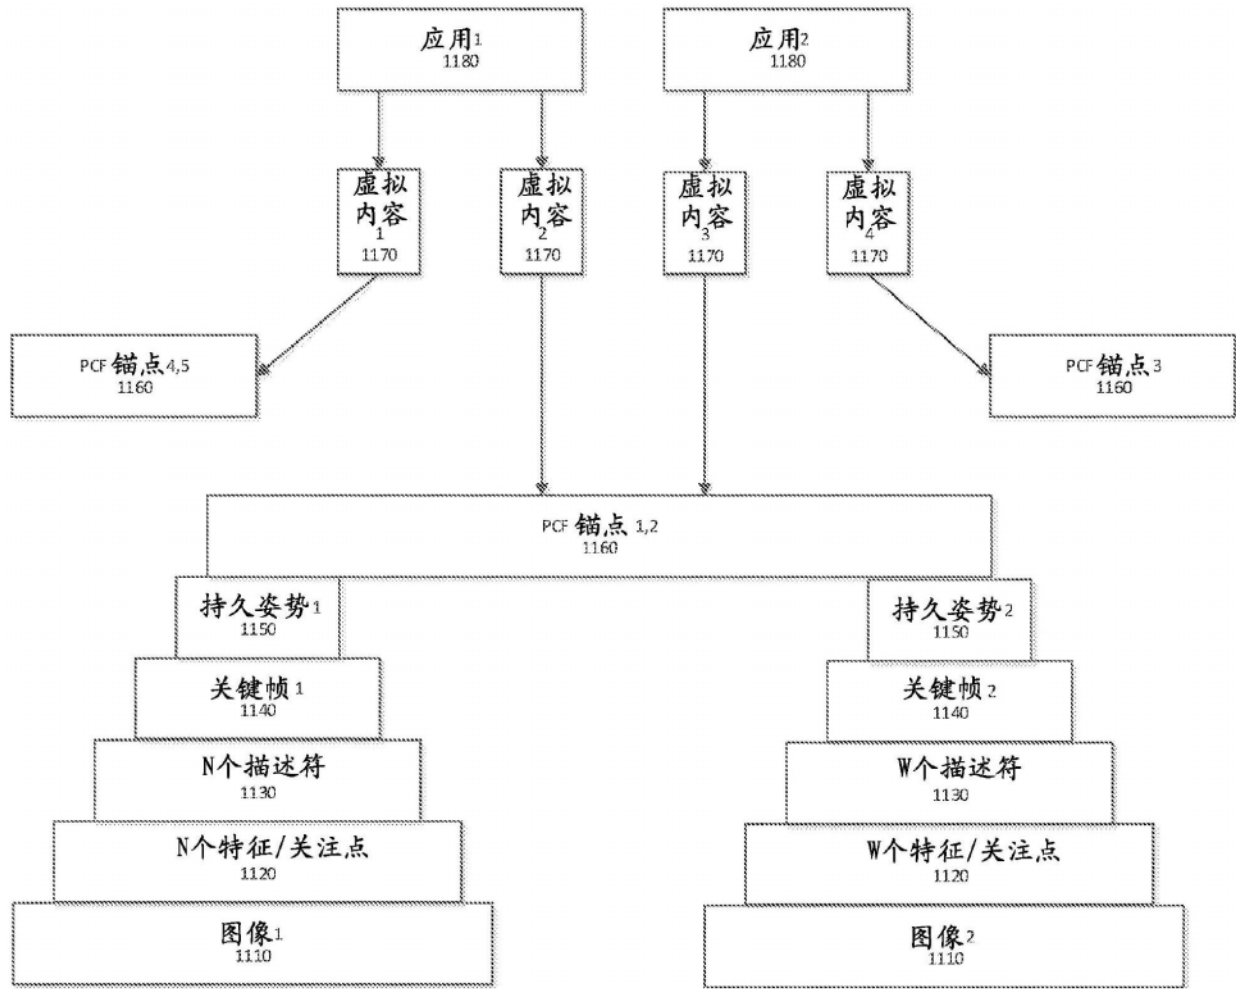 应用1
1180
应用2
1180
虚拟
内容
1
1170
虚拟
内容
2
1170
虚拟
内容
3
1170
虚拟
内容
4
1170
PCF 锚点4,5
1160
PCF 锚点3
1160
PCF 锚点 1,2
1160
持久姿势1
1150
持久姿势2
1150
关键帧1
1140
关键帧2
1140
N个描述符
1130
W个描述符
1130
N个特征/关注点
1120
W个特征/关注点
1120
图像1
1110
图像2
1110